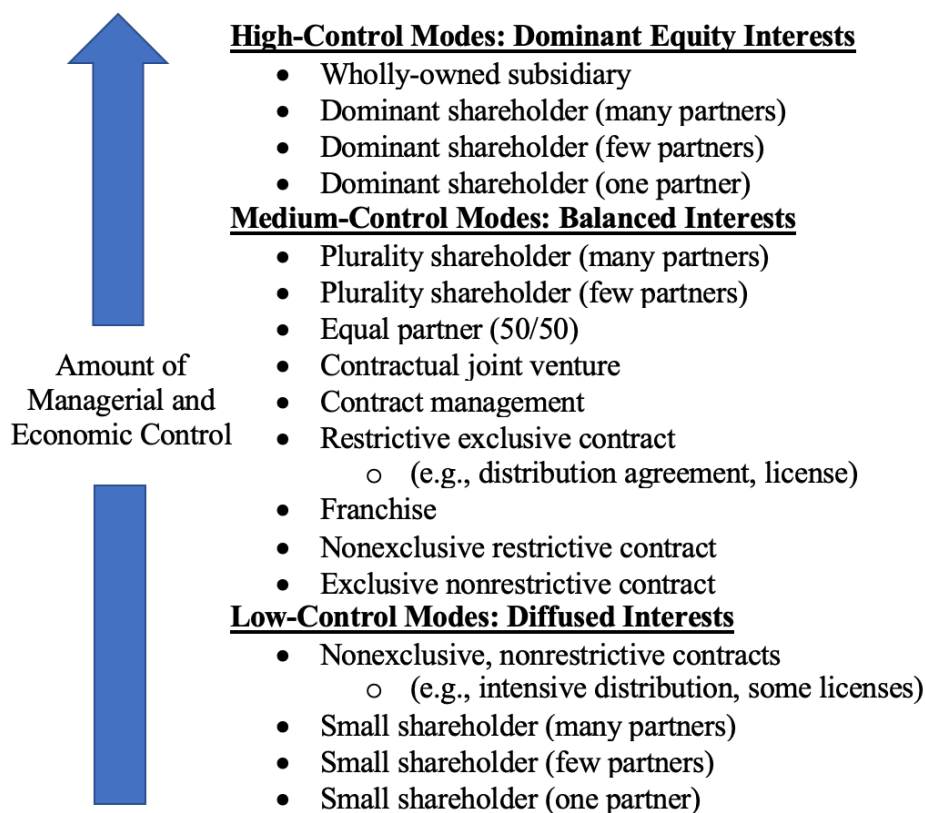 High-Control Modes: Dominant Equity Interests
• Wholly-owned subsidiary
• Dominant shareholder (many partners)
• Dominant shareholder (few partners)
• Dominant shareholder (one partner)
Medium-Control Modes: Balanced Interests
• Plurality shareholder (many partners)
• Plurality shareholder (few partners)
• Equal partner (50/50)
• Contractual joint venture
• Contract management
• Restrictive exclusive contract
o (e.g., distribution agreement, license)
• Franchise
• Nonexclusive restrictive contract
• Exclusive nonrestrictive contract
Low-Control Modes: Diffused Interests
• Nonexclusive, nonrestrictive contracts
o (e.g., intensive distribution, some licenses)
• Small shareholder (many partners)
• Small shareholder (few partners)
• Small shareholder (one partner)
Amount of
Managerial and
Economic Control